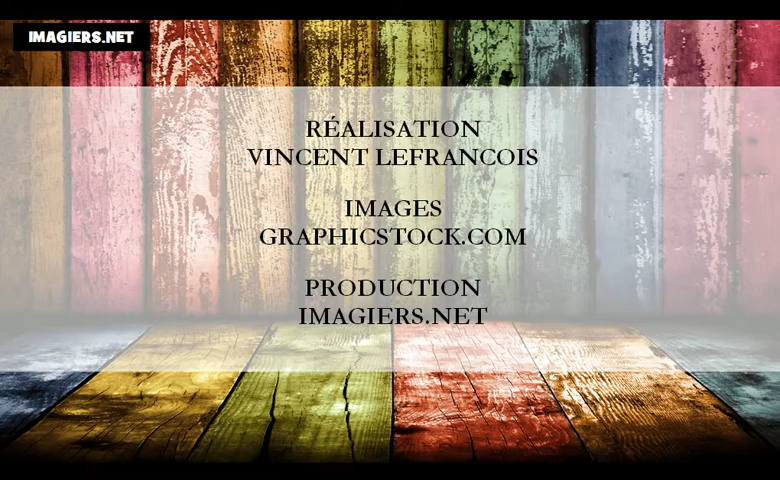 IMAGIERS.NET
RÉALISATION
VINCENT LEFRANCOIS
IMAGES
GRAPHICSTOCK.COM
PRODUCTION
IMAGIERS.NET